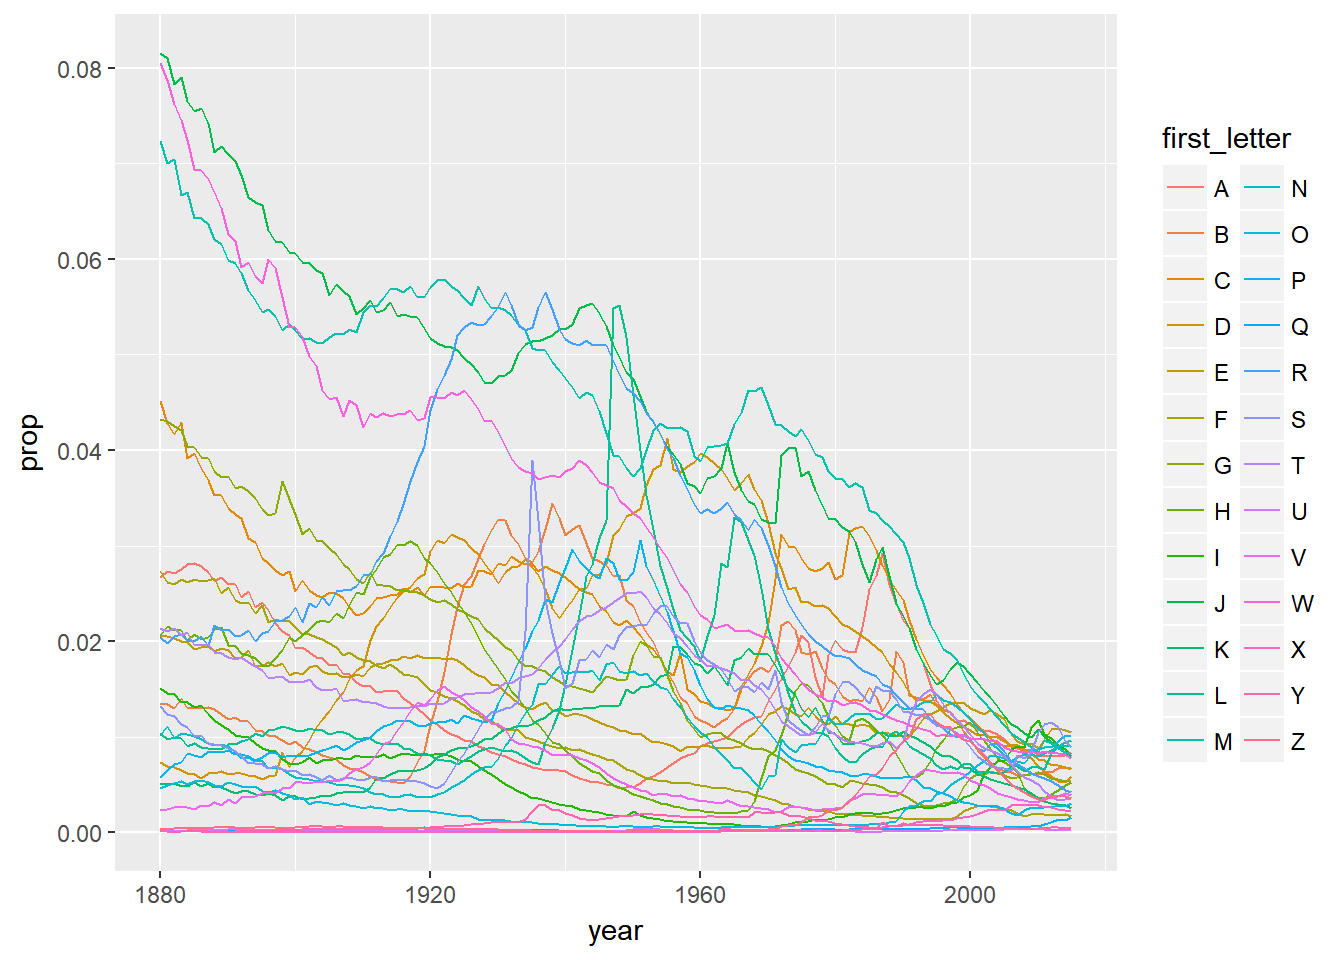 0.08
0.06
0.04
0.02
0.00
prop
1880 1920 1960 2000
year
first_letter
A N
B O
C P
D Q
E R
F S
G T
H U
I V
J W
K X
L Y
M Z